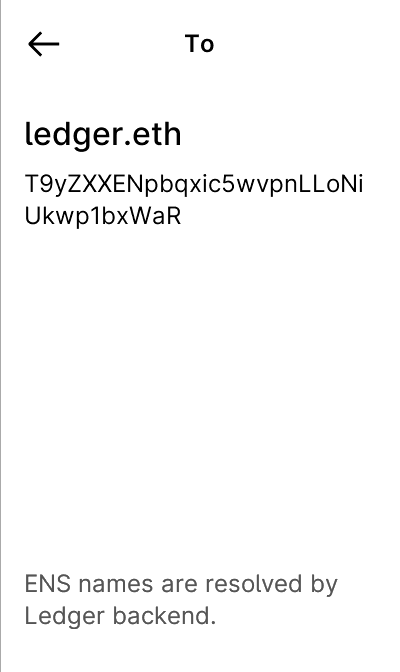 To
ledger.eth
T9yZXXENpbqxic5wvpnLLoNi
Ukwp1bxWaR
ENS names are resolved by
Ledger backend.